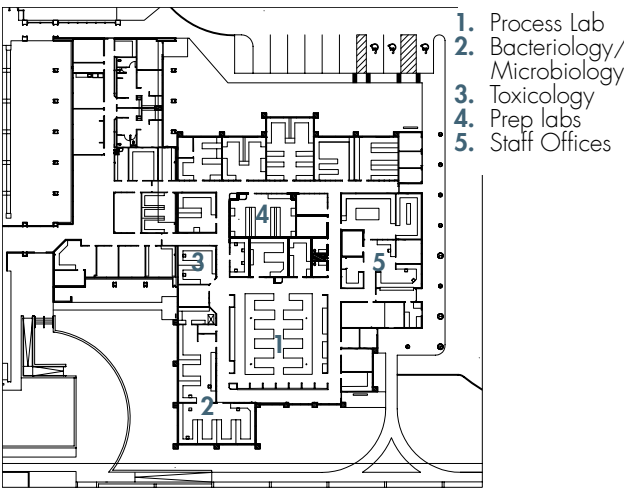 1. Process Lab
2. Bacteriology/
Microbiology
3. Toxicology
4. Prep labs
5. Staff Offices
4
3
5
1
2